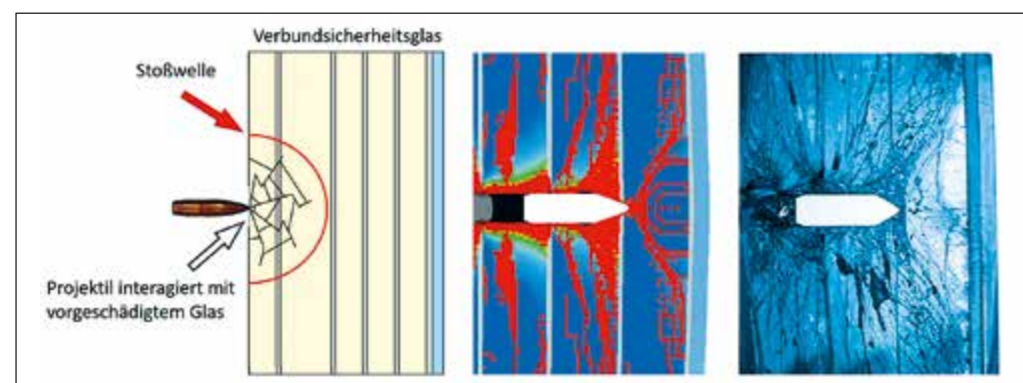 Verbundsicherheitsglas
Stoßwelle
Projektil interagiert mit
vorgeschädigtem Glas